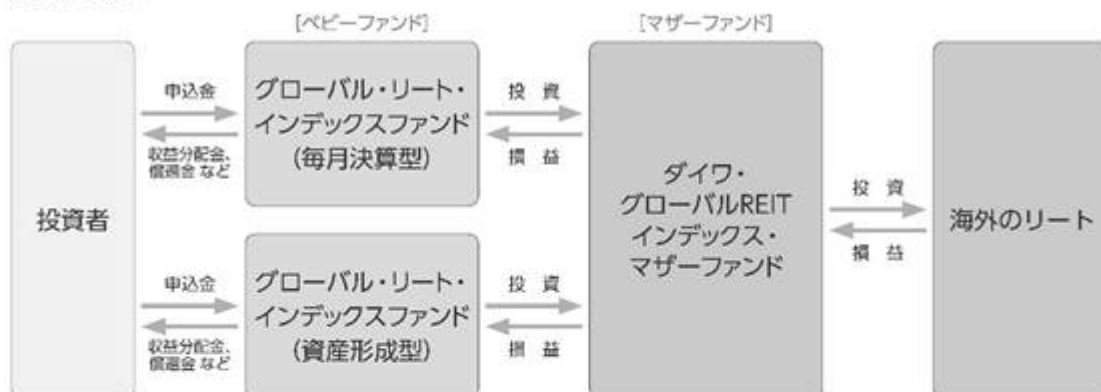 [ベビーファンド]
[マザーファンド]
投資者
申込金
収益分配金、
償還金 など
グローバル・リート・
インデックスファンド
(毎月決算型)
投 資
損 益
申込金
収益分配金、
償還金 など
グローバル・リート・
インデックスファンド
(資産形成型)
投 資
損 益
ダイワ・
グローバルREIT
インデックス・
マザーファンド
投 資
損 益
海外のリート